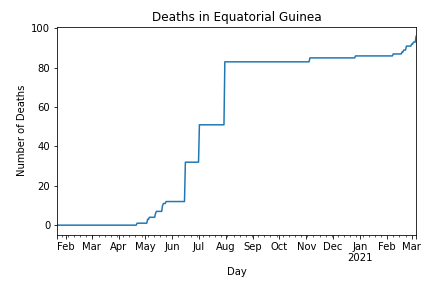 Deaths in Equatorial Guinea
100
80
60
40
20
0
Number of Deaths
Feb Mar Apr May Jun Jul Aug Sep Oct Nov Dec Jan Feb Mar
2021
Day